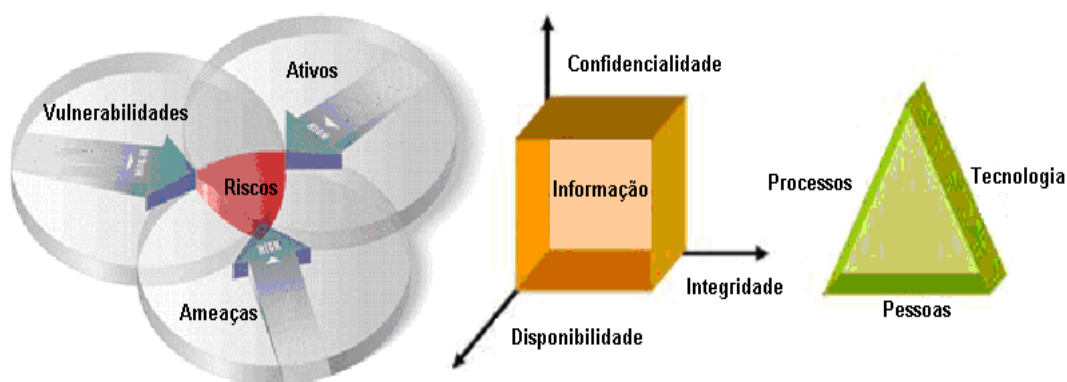 Ativos
Vulnerabilidades
Riscos
Ameaças
Confidencialidade
Informação
Integridade
Disponibilidade
Processos
Tecnologia
Pessoas